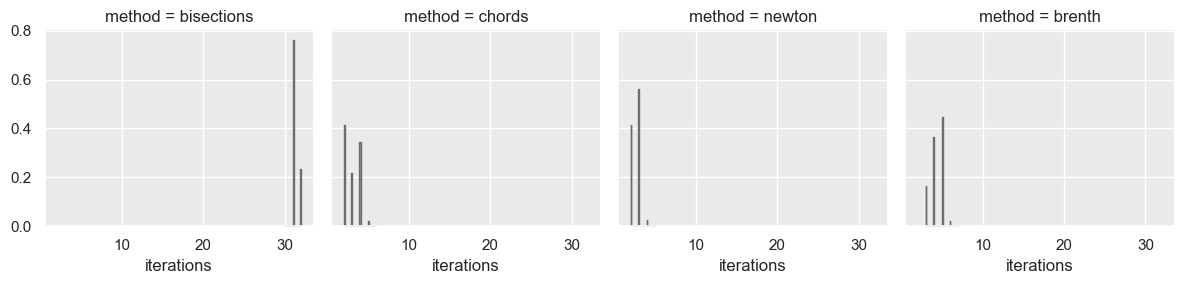 method = bisections
method = chords
method = newton
method = brenth
0.8
0.6
0.4
0.2
0.0
10 20 30
10 20 30
10 20 30
10 20 30
iterations
iterations
iterations
iterations